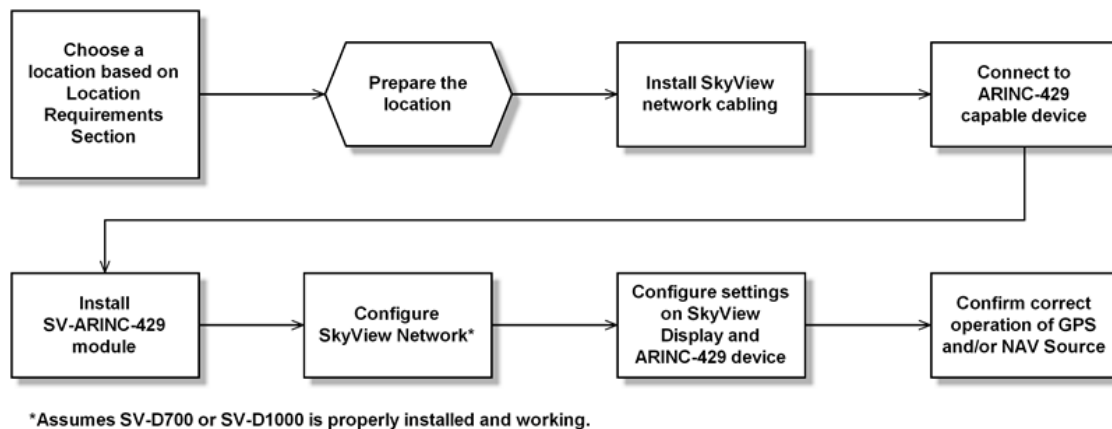 Choose a
location based on
Location
Requirements
Section
Prepare the
location
Install SkyView
network cabling
Connect to
ARINC-429
capable device
Install
SV-ARINC-429
module
Configure
SkyView Network*
Configure settings
on SkyView
Display and
ARINC-429 device
Confirm correct
operation of GPS
and/or NAV Source
*Assumes SV-D700 or SV-D1000 is properly installed and working.